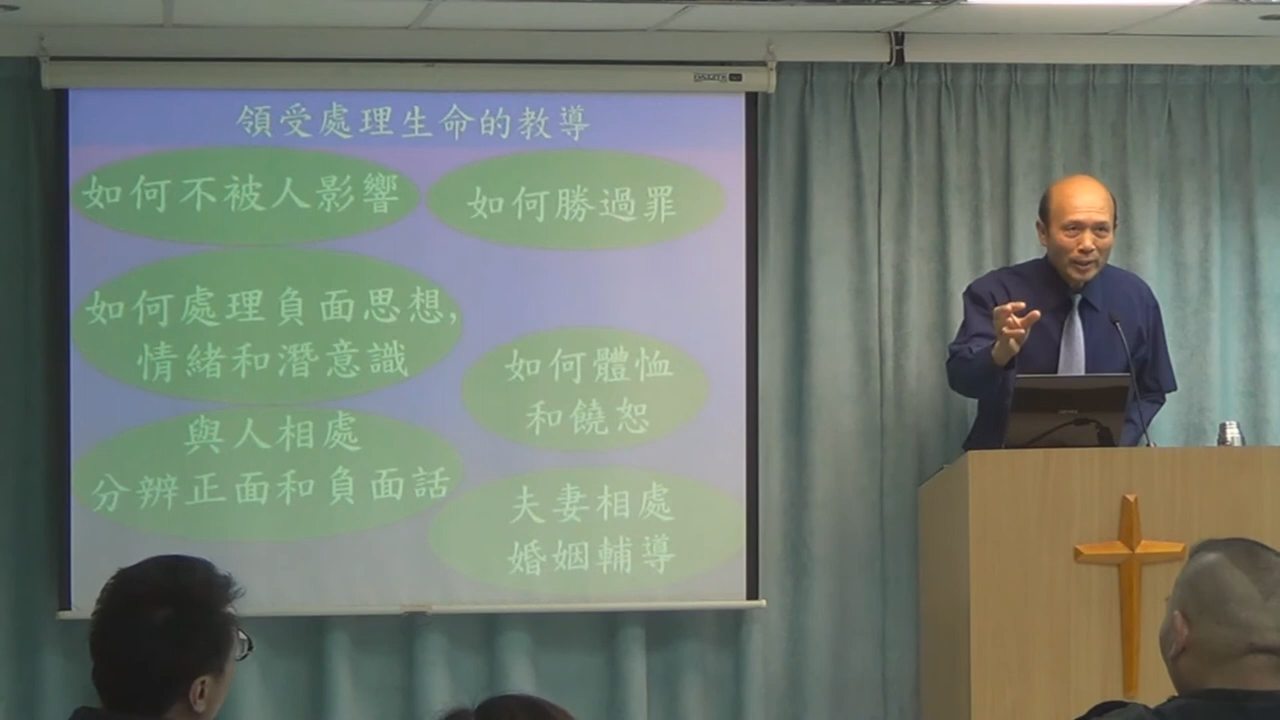 領受處理生命的教導
如何不被人影響
如何勝過罪
如何處理負面思想,
情緒和潛意識
如何體恤
和饒恕
與人相處
分辨正面和負面話
夫妻相處
婚姻輔導